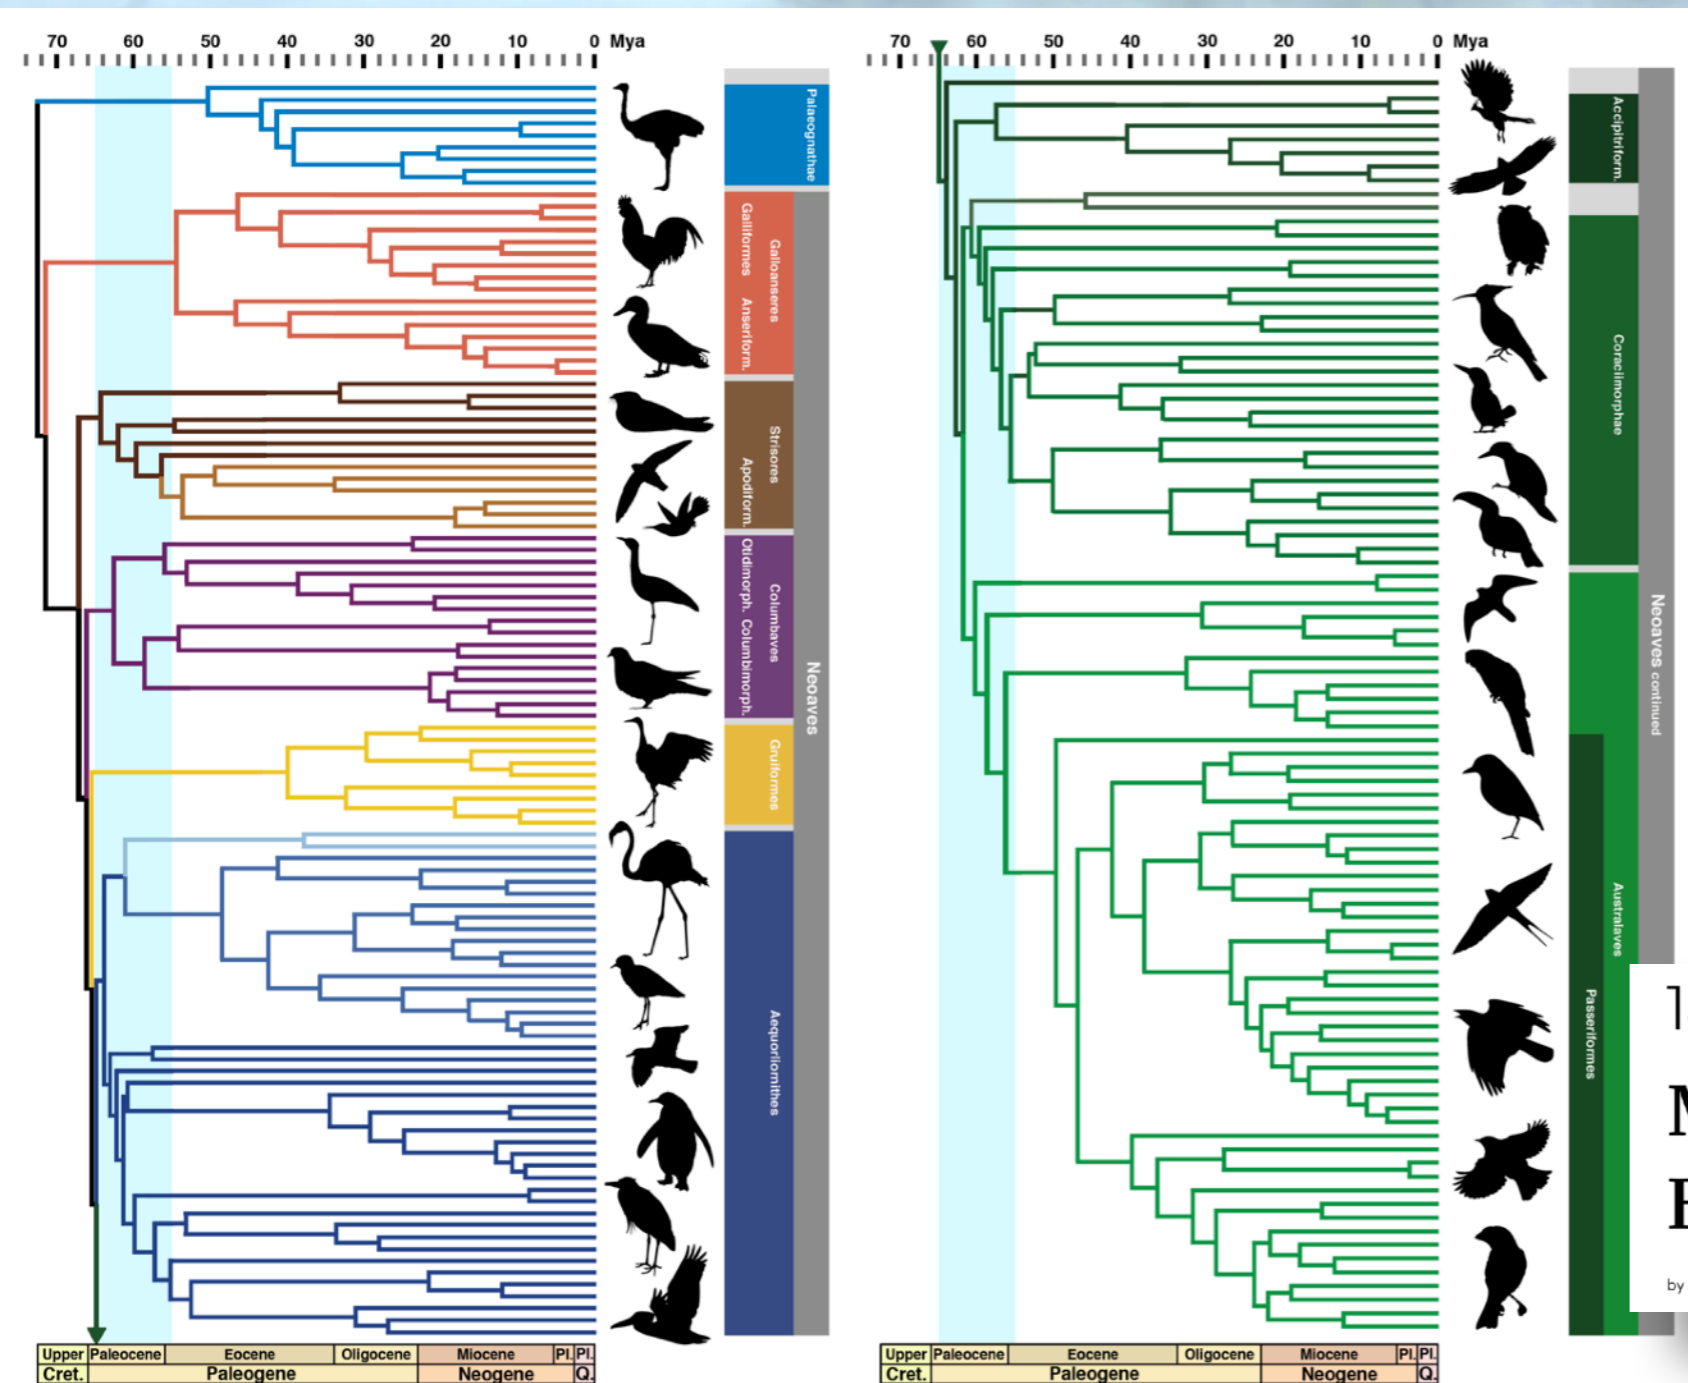 70 60 50 40 30 20 10 0 Mya
Palaeognathae
Galliformes Anseriform.
Galloanseres
Strisores
Apodiform.
Otidimorph. Columbimorph.
Columbaves
Gruiformes
Aequorlornithes
Neoaves
Upper Paleocene Eocene Oligocene Miocene Pl. Pl.
Cret. Paleogene Neogene Q.
70 60 50 40 30 20 10 0 Mya
Accipitriform.
Coraciimorphae
Australaves
Passeriformes
Neoaves continued
Upper Paleocene Eocene Oligocene Miocene Pl. Pl.
Cret. Paleogene Neogene Q.
by